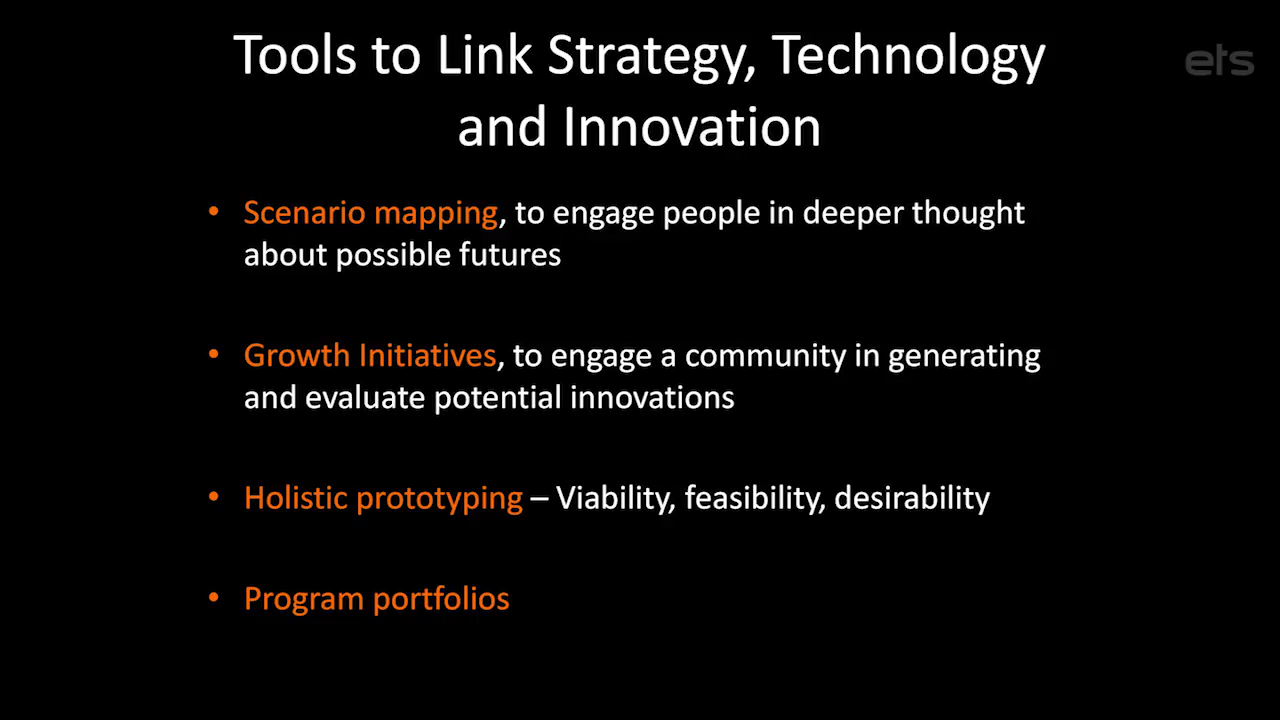 Tools to Link Strategy, Technology
and Innovation
ets
• Scenario mapping, to engage people in deeper thought
about possible futures
• Growth Initiatives, to engage a community in generating
and evaluate potential innovations
• Holistic prototyping – Viability, feasibility, desirability
• Program portfolios